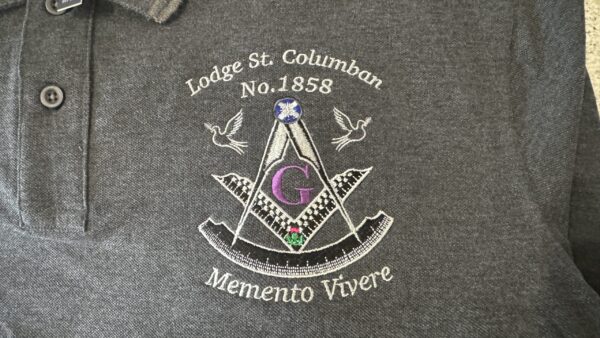 Lodge St. Columban
No.1858
G
Memento Vivere